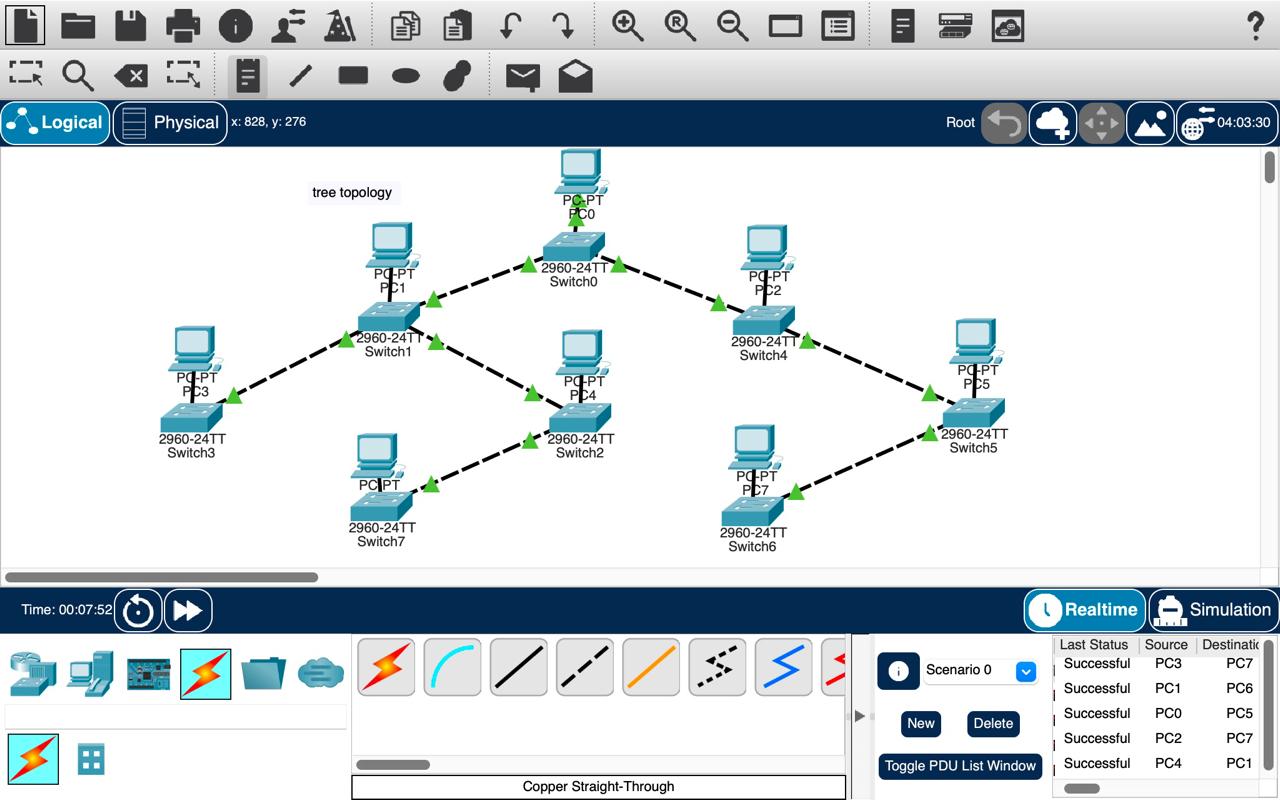 Logical
Physical
x: 828, y: 276
Root
04:03:30
tree topology
PC-PT
PC0
2960-24TT
Switch0
PC-PT
PC1
2960-24TT
Switch1
PC-PT
PC2
2960-24TT
Switch4
PC-PT
PC3
2960-24TT
Switch3
PC-PT
PC4
2960-24TT
Switch2
PC-PT
PC5
2960-24TT
Switch5
PC-PT
2960-24TT
Switch7
PC-PT
PC7
2960-24TT
Switch6
Time: 00:07:52
Realtime
Simulation
Scenario 0
New
Delete
Toggle PDU List Window
Last Status Source Destinatic
Successful PC3 PC7
Successful PC1 PC6
Successful PC0 PC5
Successful PC2 PC7
Successful PC4 PC1
Copper Straight-Through